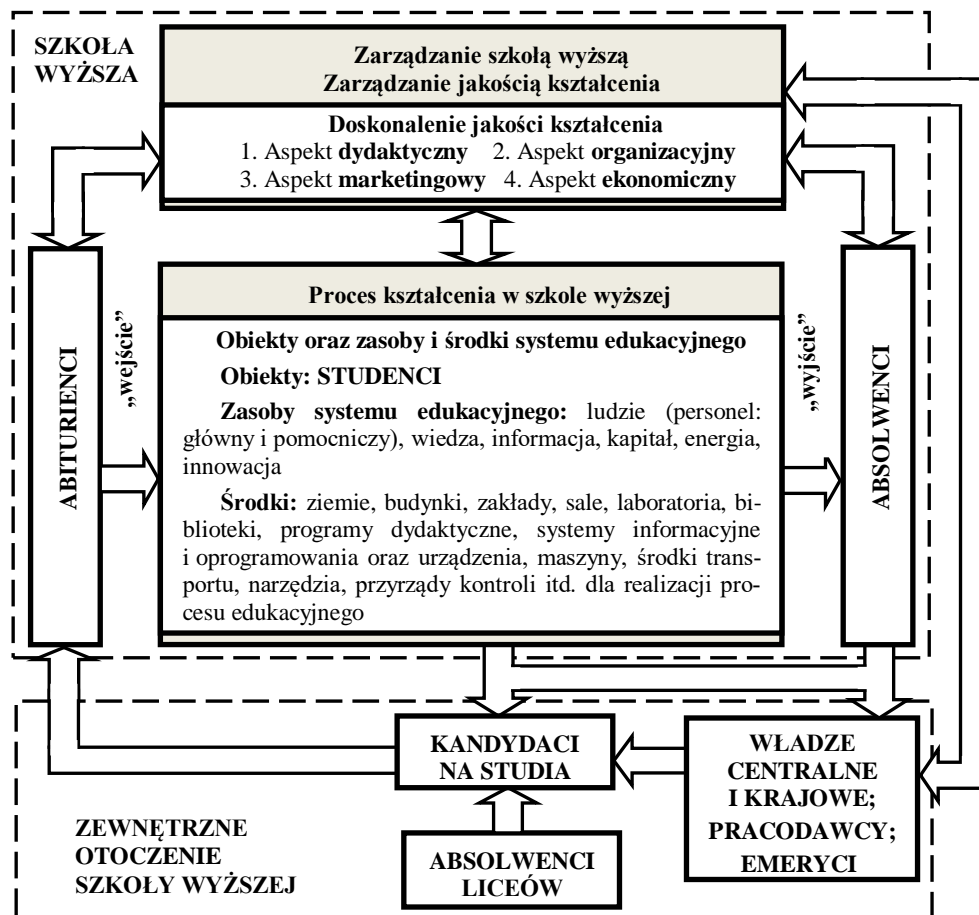 SZKOŁA
WYŻSZA
Zarządzanie szkołą wyższą
Zarządzanie jakością kształcenia
Doskonalenie jakości kształcenia
1. Aspekt dydaktyczny 2. Aspekt organizacyjny
3. Aspekt marketingowy 4. Aspekt ekonomiczny
ABITURIENCI
„wejście”
Proces kształcenia w szkole wyższej
Obiekty oraz zasoby i środki systemu edukacyjnego
Obiekty: STUDENCI
Zasoby systemu edukacyjnego: ludzie (personel:
główny i pomocniczy), wiedza, informacja, kapitał, energia,
innowacja
Środki: ziemie, budynki, zakłady, sale, laboratoria, bi-
blioteki, programy dydaktyczne, systemy informacyjne
i oprogramowania oraz urządzenia, maszyny, środki trans-
portu, narzędzia, przyrządy kontroli itd. dla realizacji pro-
cesu edukacyjnego
„wyjście”
ABSOLWENCI
KANDYDACI
NA STUDIA
WŁADZE
CENTRALNE
I KRAJOWE;
PRACODAWCY;
EMERYCI
ZEWNĘTRZNE
OTOCZENIE
SZKOŁY WYŻSZEJ
ABSOLWENCI
LICEÓW